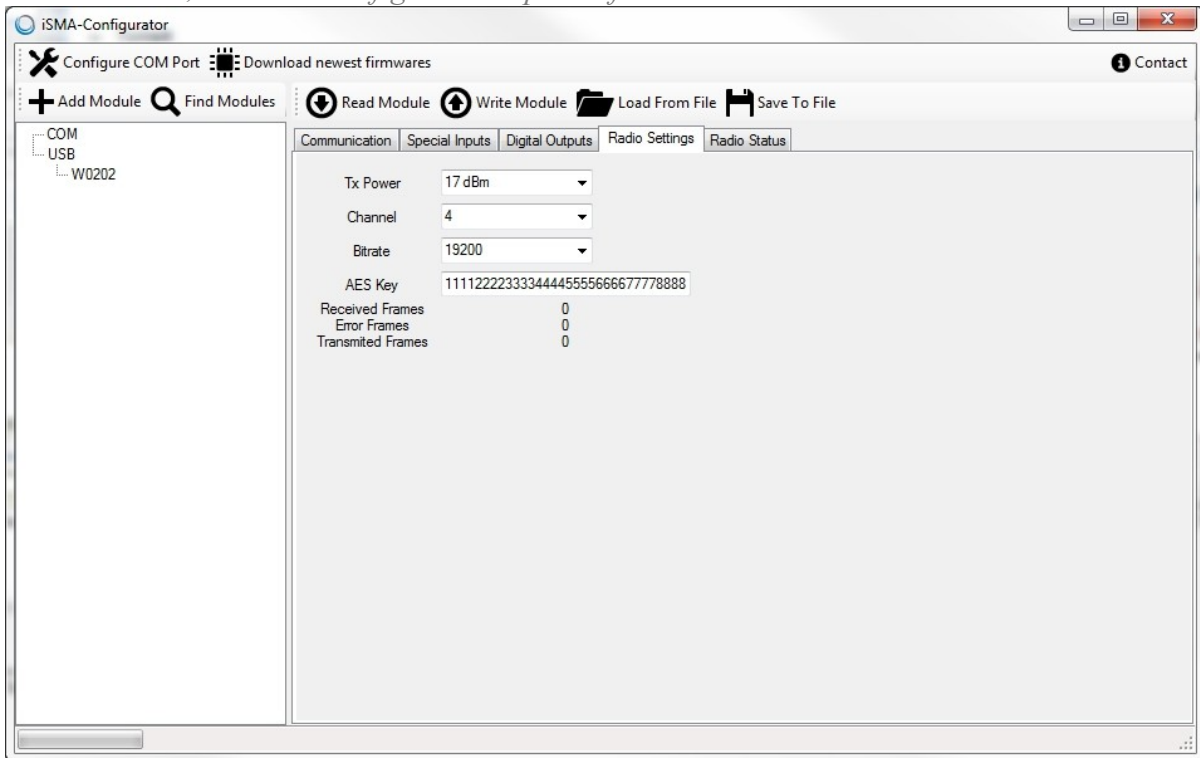 iSMA-Configurator
Configure COM Port Download newest firmwares Contact
Add Module Find Modules Read Module Write Module Load From File Save To File
COM
USB
W0202
Communication Special Inputs Digital Outputs Radio Settings Radio Status
Tx Power 17 dBm
Channel 4
Bitrate 19200
AES Key 11112222333344445555666677778888
Received Frames 0
Error Frames 0
Transmited Frames 0